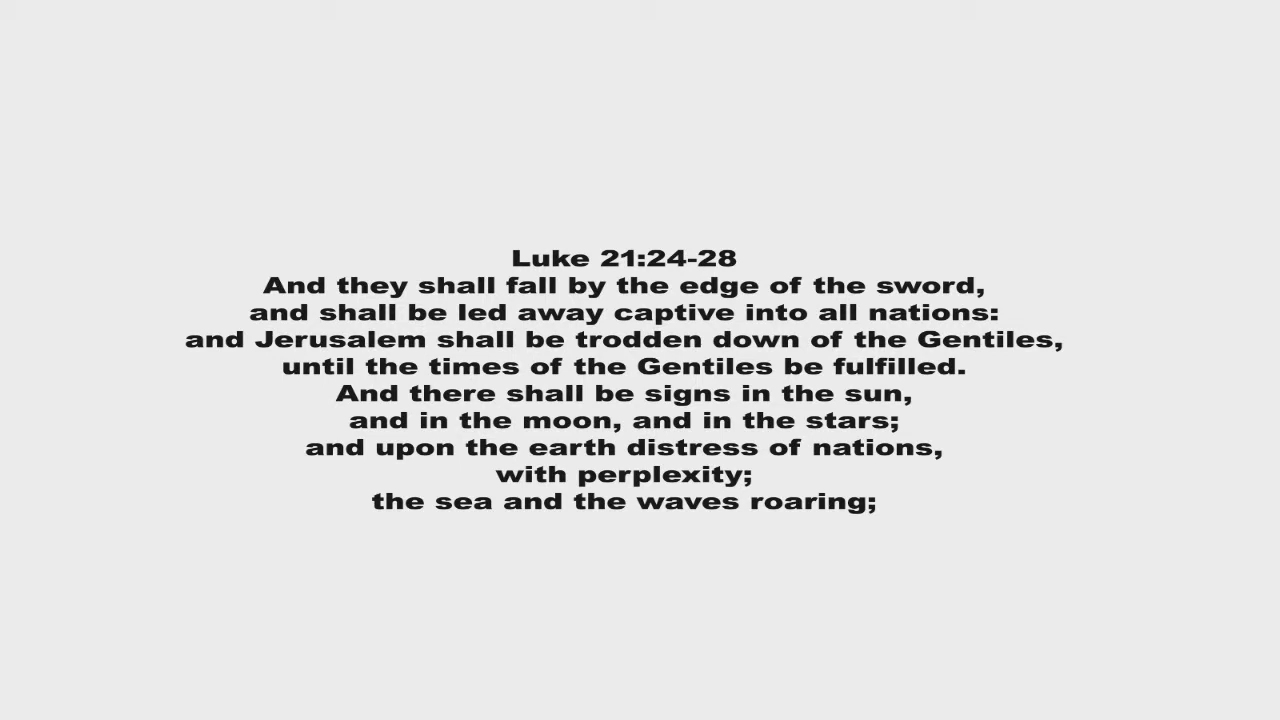 Luke 21:24-28
And they shall fall by the edge of the sword,
and shall be led away captive into all nations:
and Jerusalem shall be trodden down of the Gentiles,
until the times of the Gentiles be fulfilled.
And there shall be signs in the sun,
and in the moon, and in the stars;
and upon the earth distress of nations,
with perplexity;
the sea and the waves roaring;